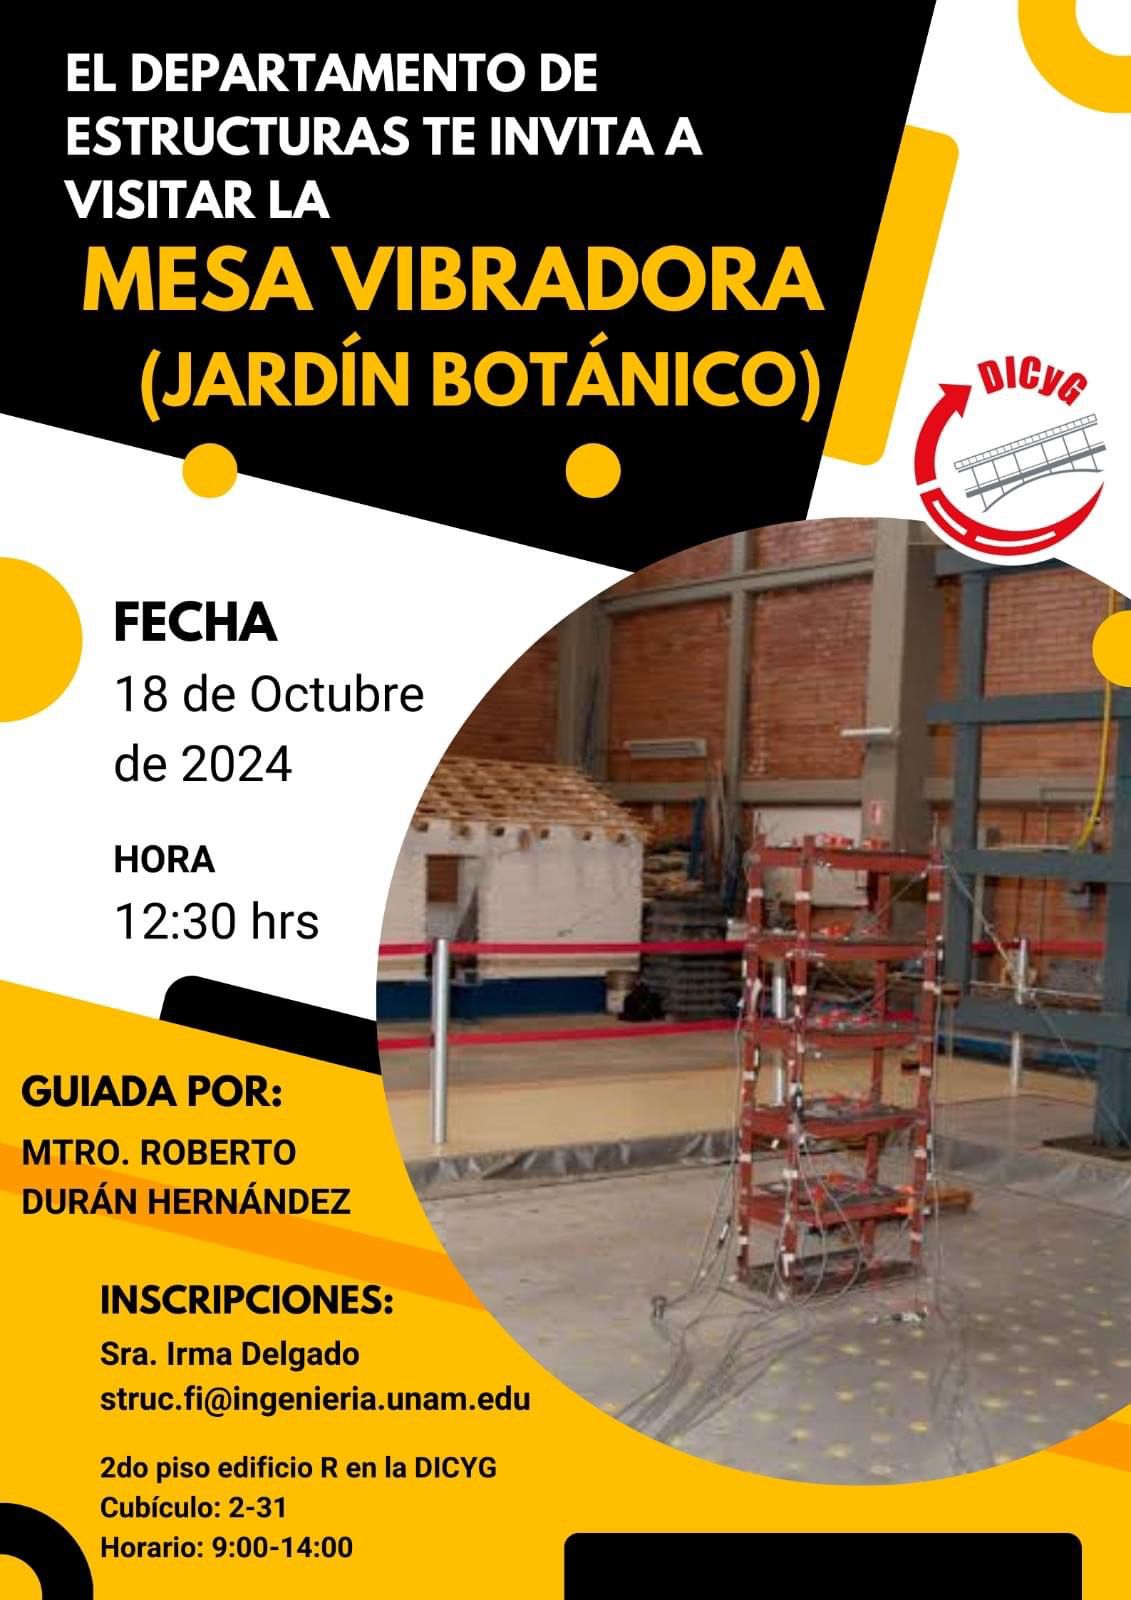 EL DEPARTAMENTO DE
ESTRUCTURAS TE INVITA A
VISITAR LA
MESA VIBRADORA
(JARDÍN BOTÁNICO)
DICyG
FECHA
18 de Octubre
de 2024
HORA
12:30 hrs
GUIADA POR:
MTRO. ROBERTO
DURÁN HERNÁNDEZ
INSCRIPCIONES:
Sra. Irma Delgado
struc.fi@ingenieria.unam.edu
2do piso edificio R en la DICYG
Cubículo: 2-31
Horario: 9:00-14:00